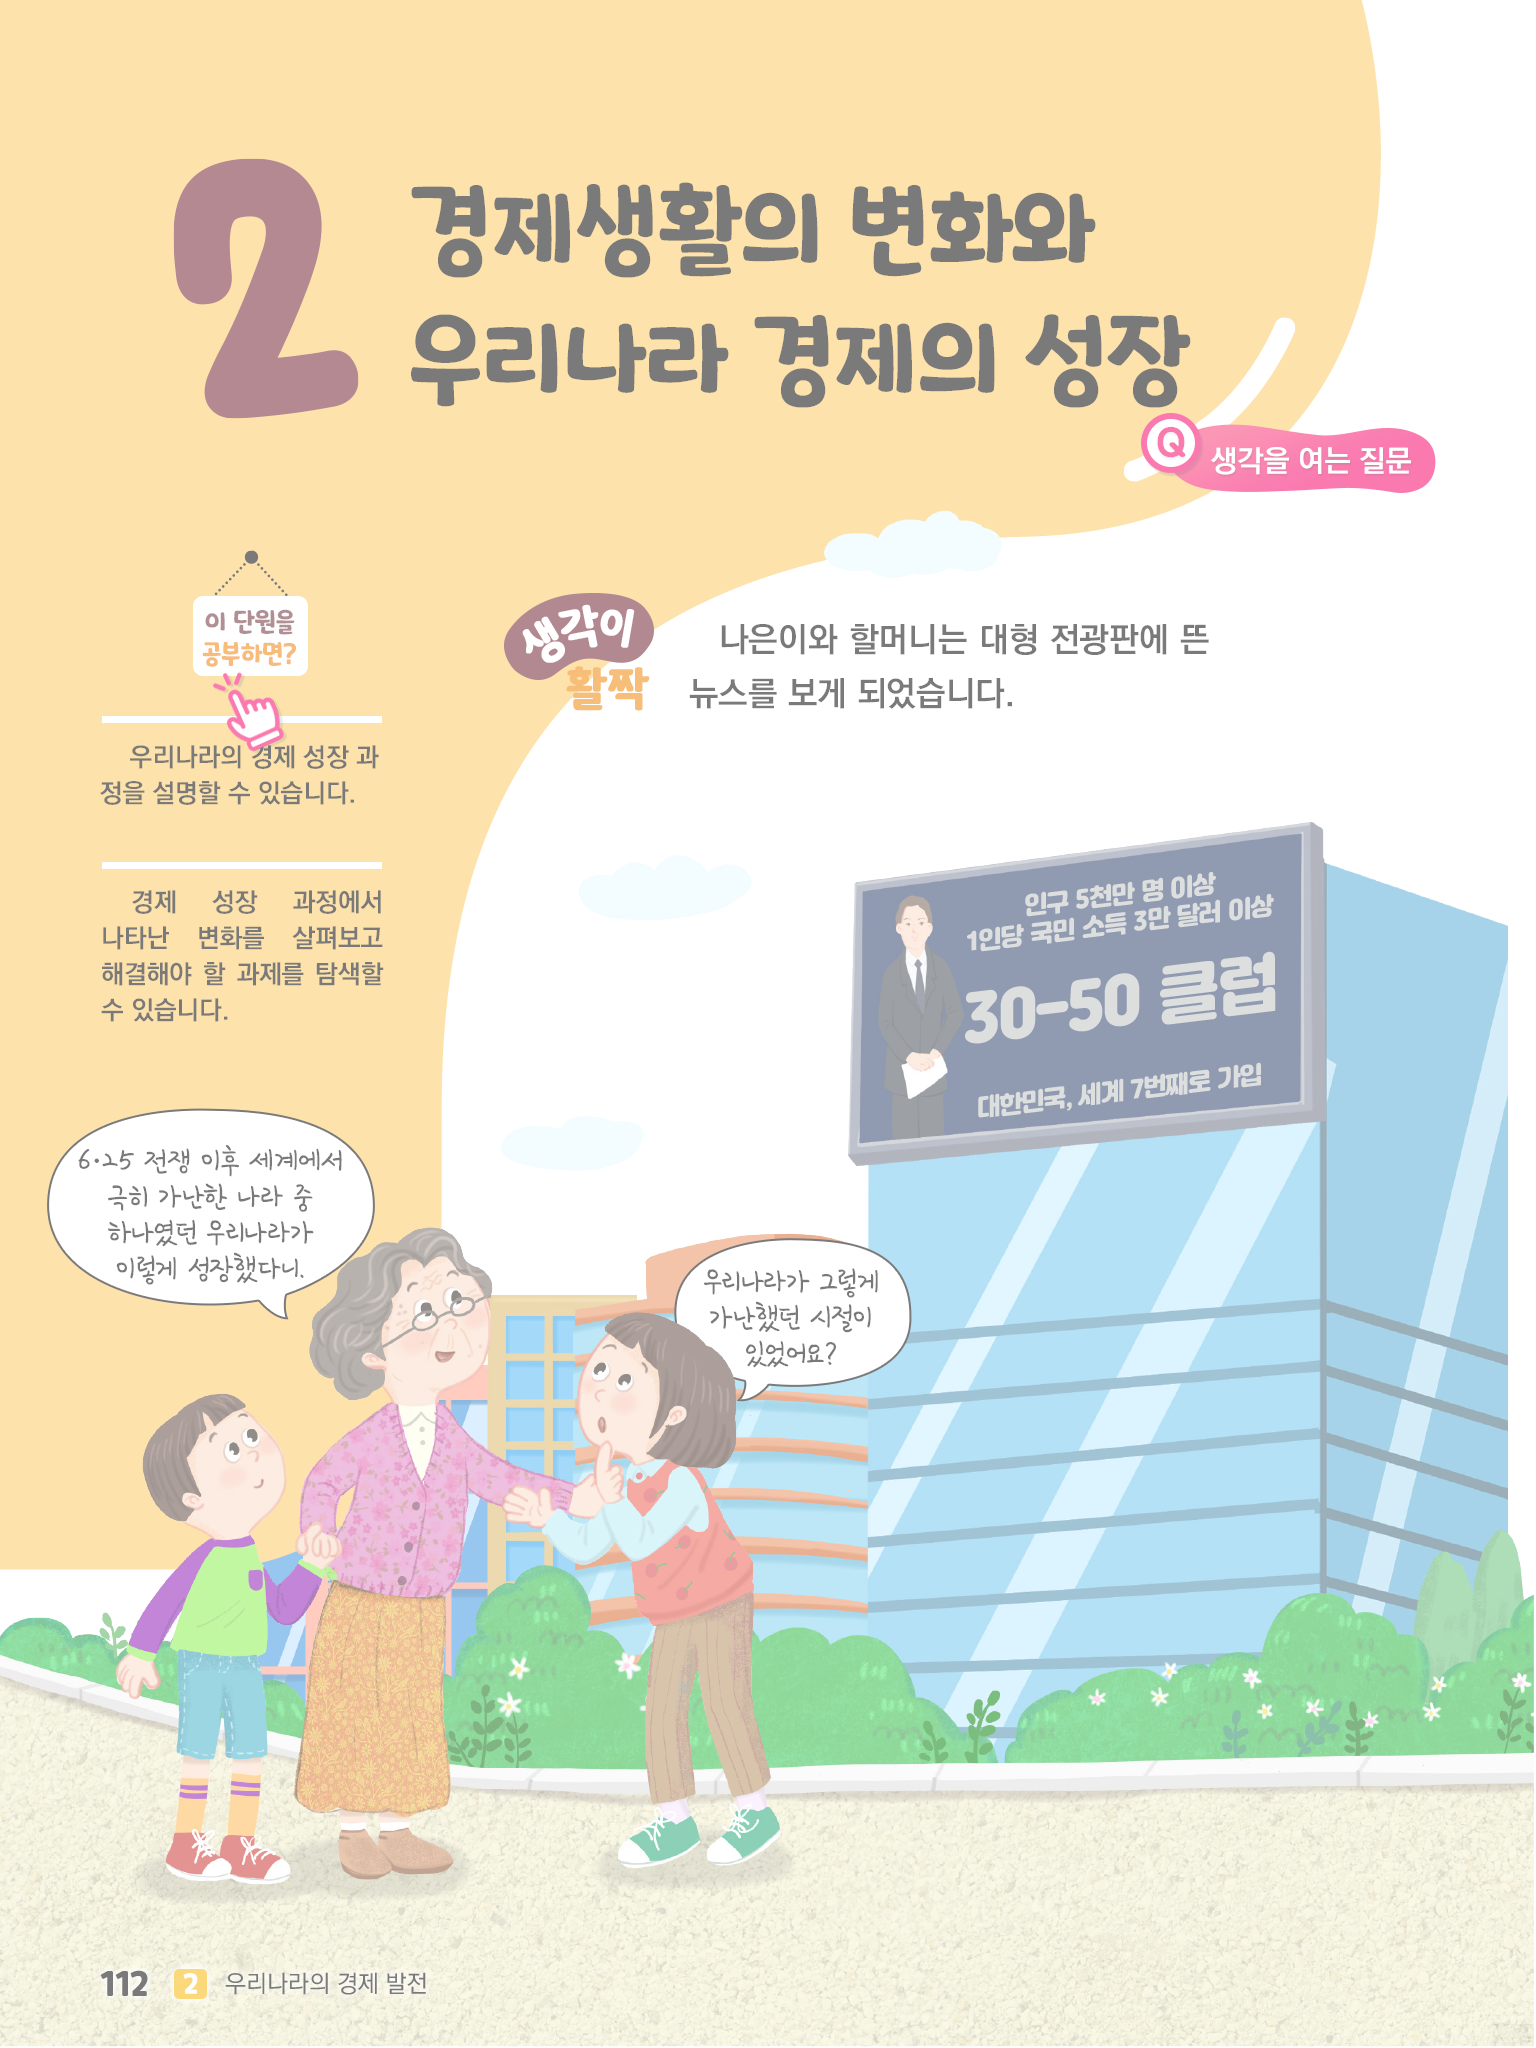 2
경제생활의 변화와
우리나라 경제의 성장
Q 생각을 여는 질문
이 단원을
공부하면?
우리나라의 경제 성장 과
정을 설명할 수 있습니다.
경제 성장 과정에서
나타난 변화를 살펴보고
해결해야 할 과제를 탐색할
수 있습니다.
생각이
활짝
나은이와 할머니는 대형 전광판에 뜬
뉴스를 보게 되었습니다.
인구 5천만 명 이상
1인당 국민 소득 3만 달러 이상
30-50 클럽
대한민국, 세계 7번째로 가입
6·25 전쟁 이후 세계에서
극히 가난한 나라 중
하나였던 우리나라가
이렇게 성장했다니.
우리나라가 그렇게
가난했던 시절이
있었어요?
112 2 우리나라의 경제 발전